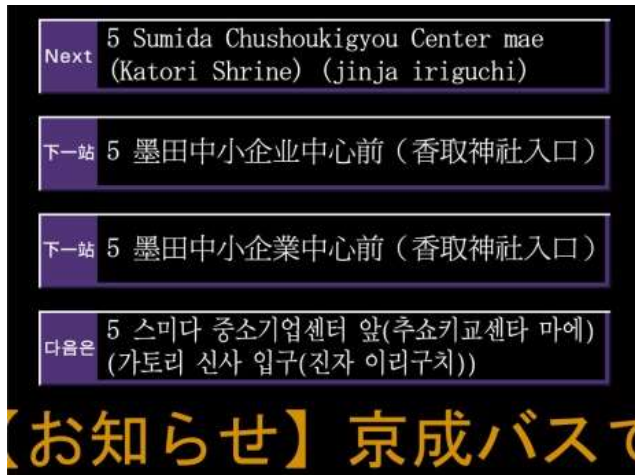 Next
5 Sumida Chushoukigyou Center mae
(Katori Shrine) (jinja iriguchi)
下一站
5 墨田中小企业中心前（香取神社入口）
下一站
5 墨田中小企業中心前（香取神社入口）
다음은
5 스미다 중소기업센터 앞(추쇼키교센타 마에)
(가토리 신사 입구(진자 이리구치))
【お知らせ】京成バスで